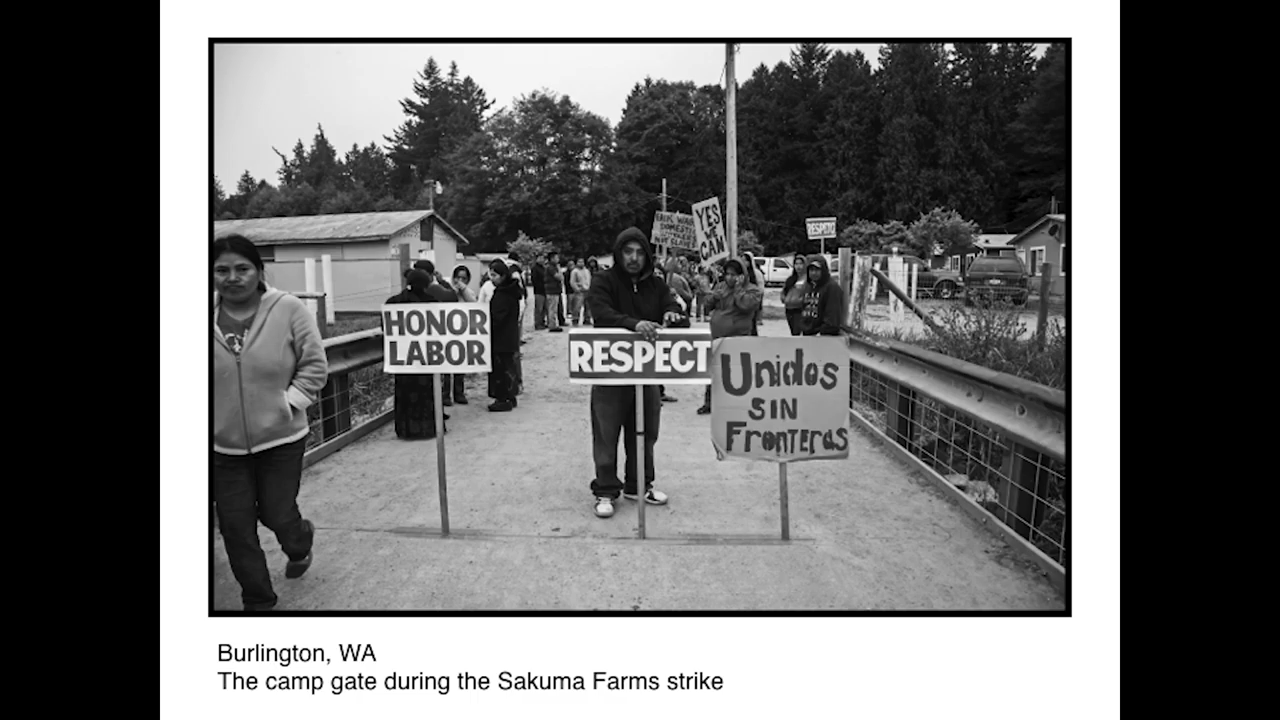 YES
WE
CAN
RESPECT
HONOR
LABOR
RESPECT
Unidos
SIN
Fronteras
Burlington, WA
The camp gate during the Sakuma Farms strike